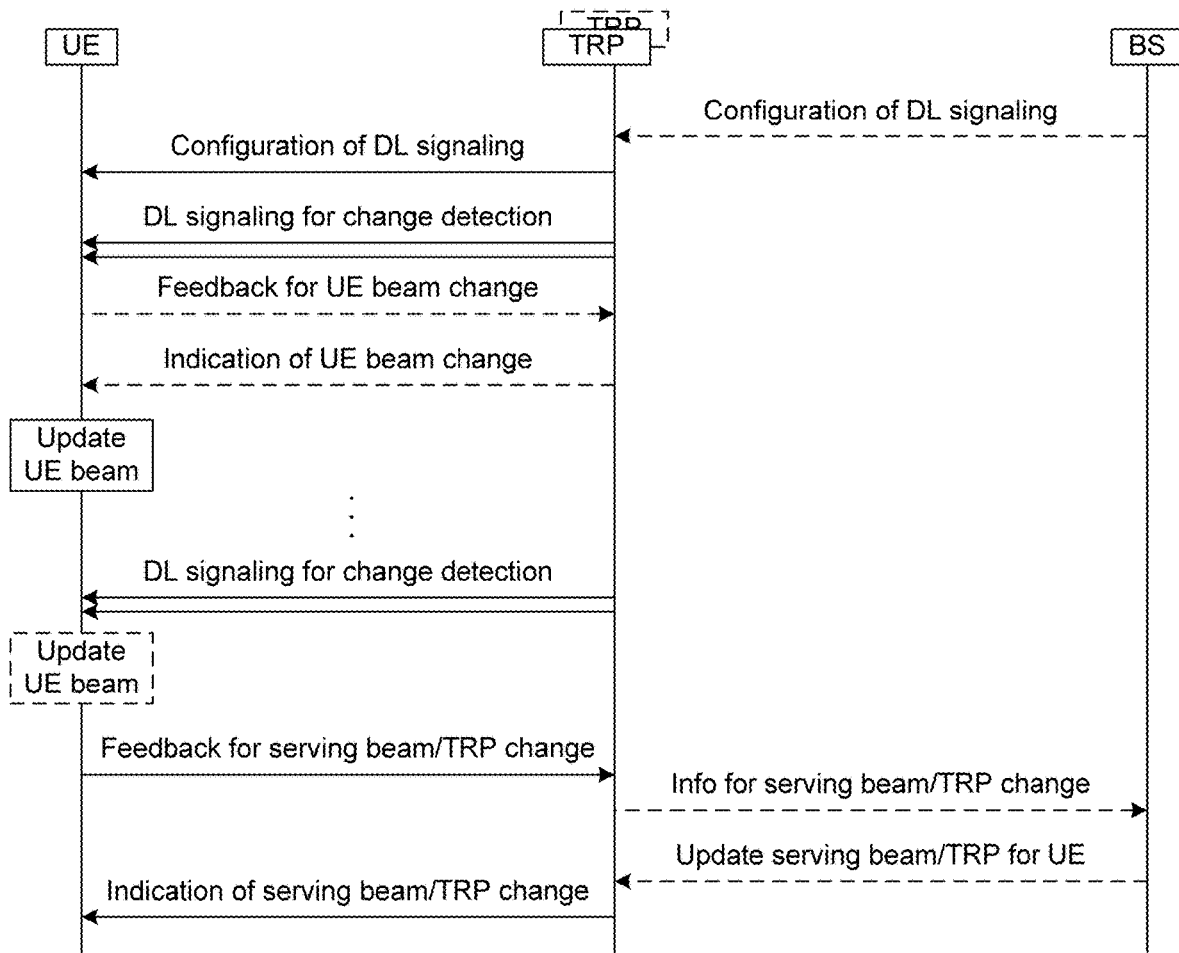 TRP
UE
TRP
BS
Configuration of DL signaling
Configuration of DL signaling
DL signaling for change detection
Feedback for UE beam change
Indication of UE beam change
Update
UE beam
DL signaling for change detection
Update
UE beam
Feedback for serving beam/TRP change
Info for serving beam/TRP change
Update serving beam/TRP for UE
Indication of serving beam/TRP change